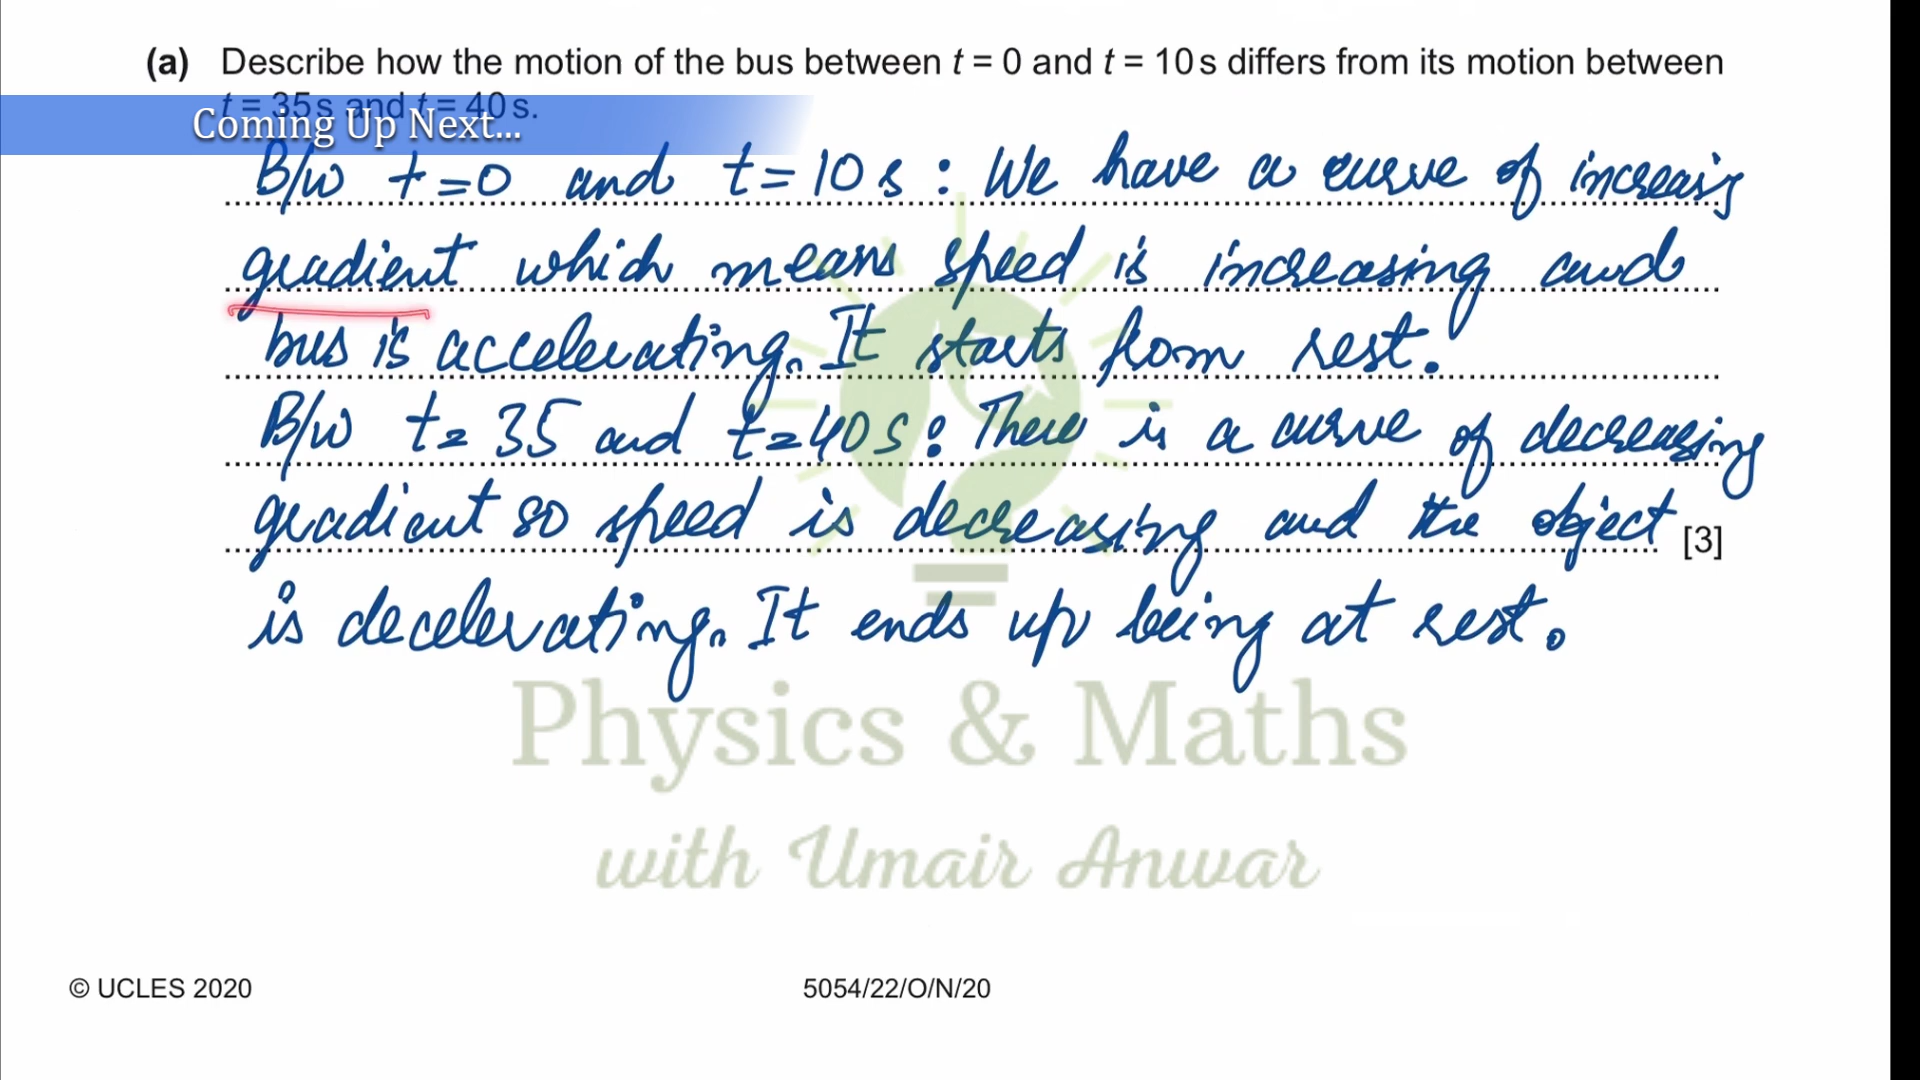 (a) Describe how the motion of the bus between t = 0 and t = 10 s differs from its motion between
t = 35 s and t = 40 s.
Coming Up Next...
B/w t = 0 and t = 10 s : We have a curve of increasing
gradient which means speed is increasing and
bus is accelerating. It starts from rest.
B/w t = 35 and t = 40 s : There is a curve of decreasing
gradient so speed is decreasing and the object [3]
is decelerating. It ends up being at rest.
Physics & Maths
with Umair Anwar
© UCLES 2020 5054/22/O/N/20